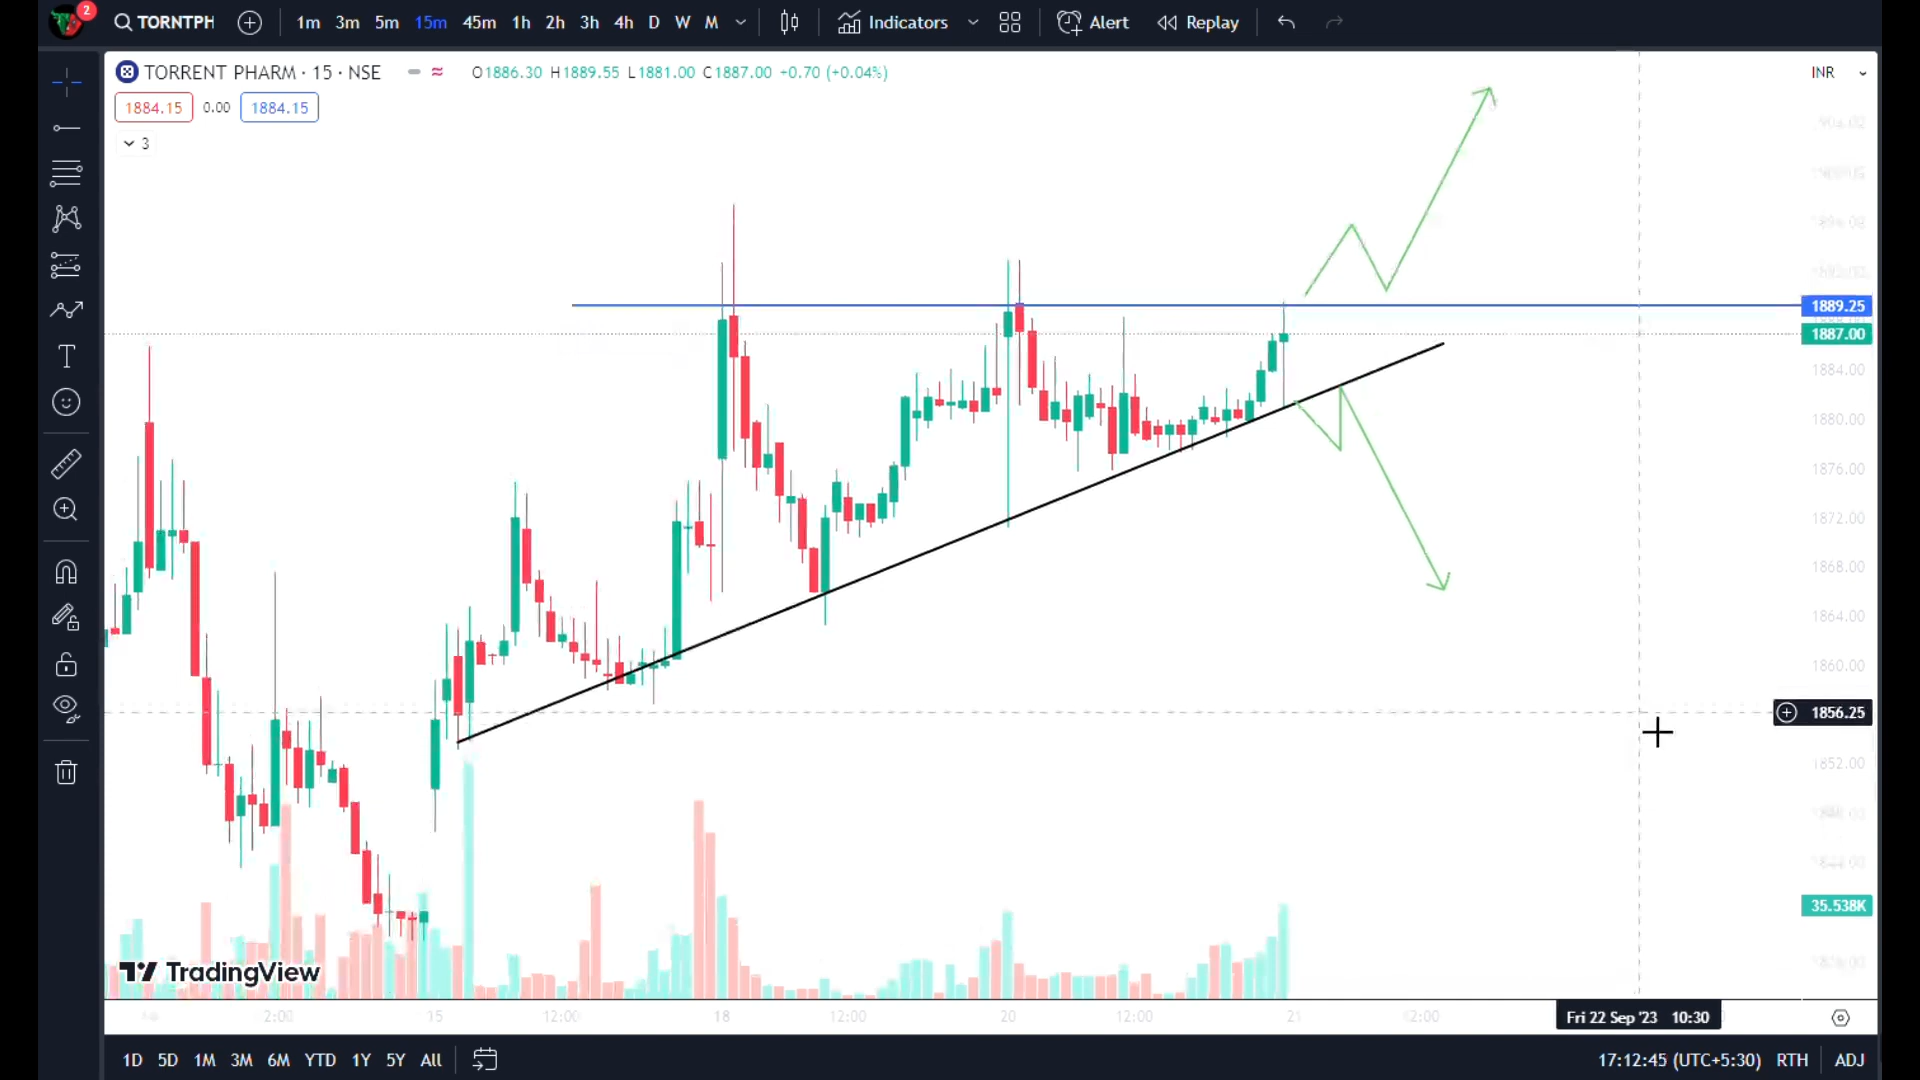 2
TORNTPH 1m 3m 5m 15m 45m 1h 2h 3h 4h D W M Indicators Alert Replay
TORRENT PHARM · 15 · NSE O1886.30 H1889.55 L1881.00 C1887.00 +0.70 (+0.04%) INR
1884.15 0.00 1884.15
3
1889.25
1887.00
1884.00
1880.00
1876.00
1872.00
1868.00
1864.00
1860.00
1856.25
1852.00
35.538K
TradingView
2:00 15 12:00 18 12:00 20 12:00 21 Fri 22 Sep '23 10:30
1D 5D 1M 3M 6M YTD 1Y 5Y All 17:12:45 (UTC+5:30) RTH ADJ